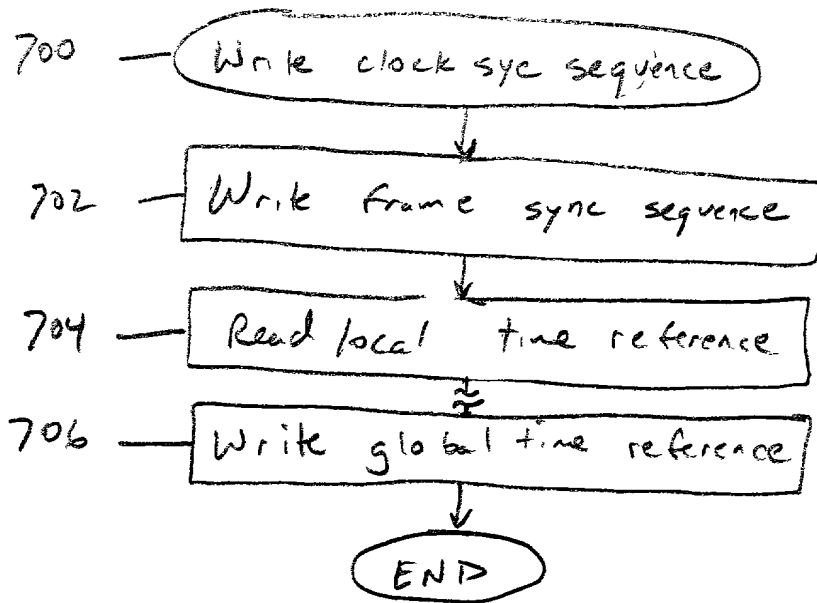 700 Write clock syc sequence
702 Write frame sync sequence
704 Read local time reference
706 Write global time reference
END